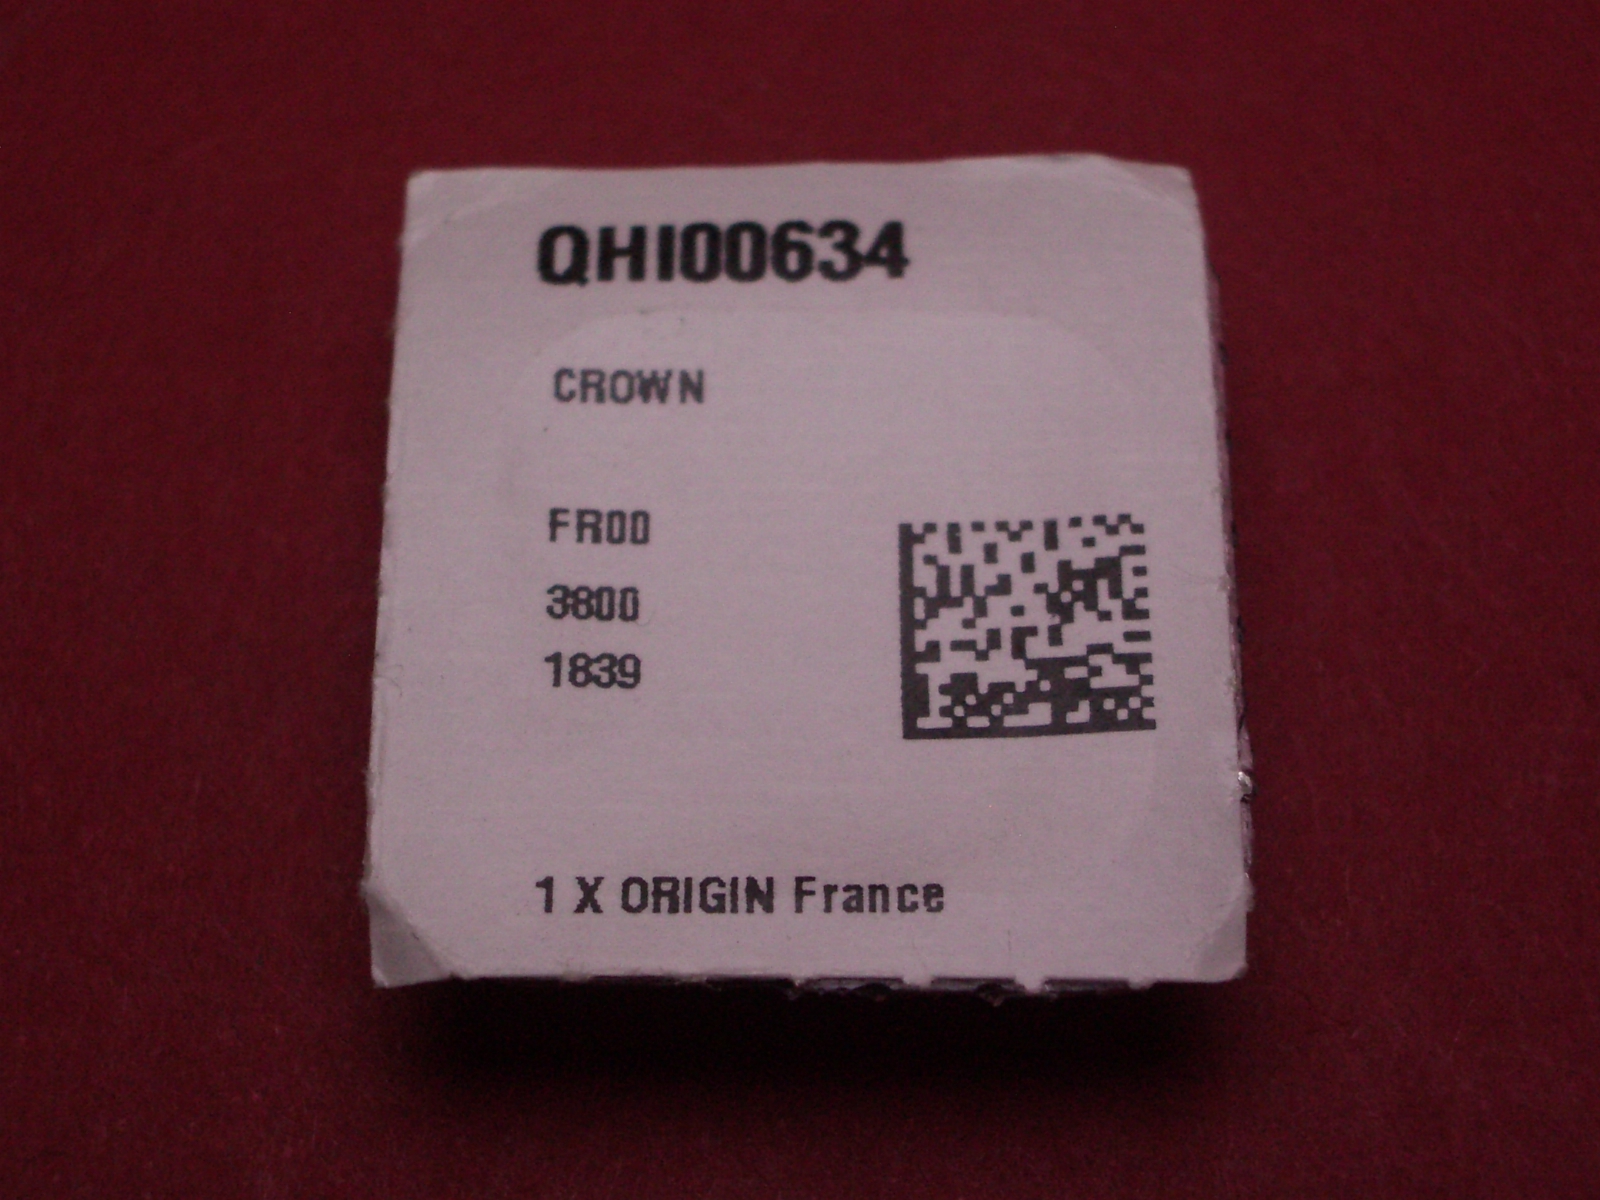 QHI00634
CROWN
FR00
3800
1839
1 X ORIGIN France